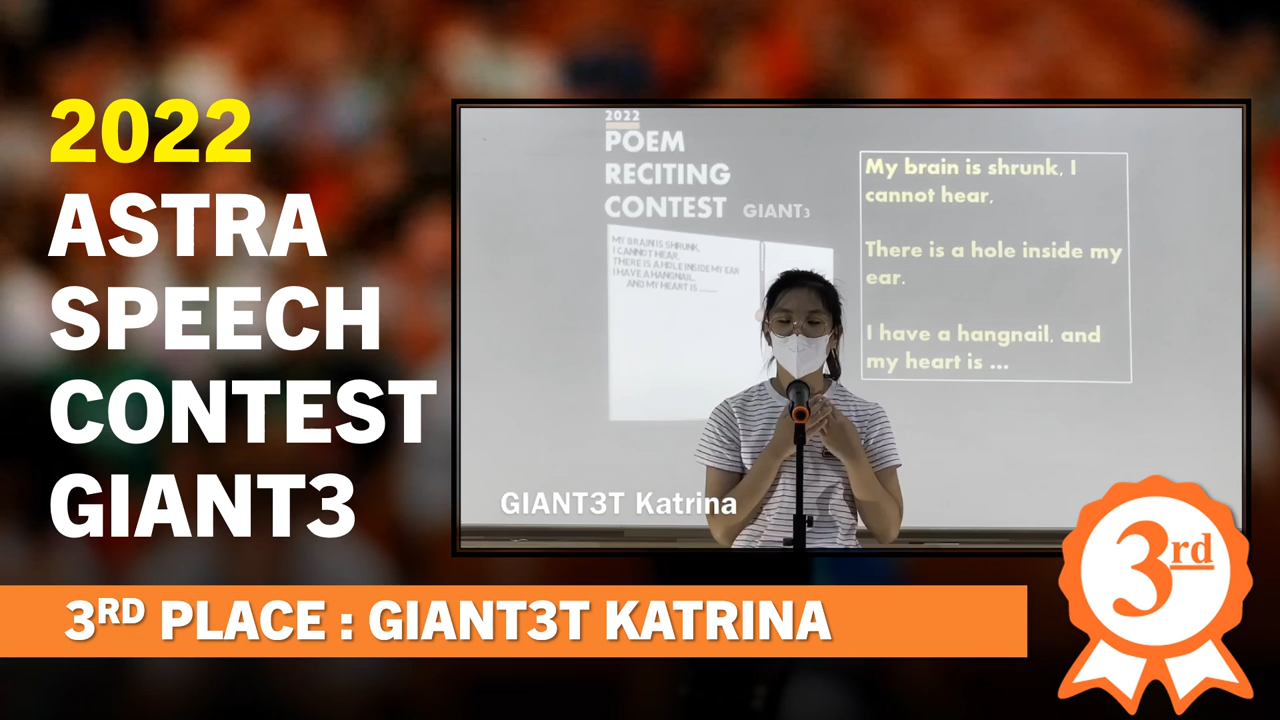 2022
ASTRA
SPEECH
CONTEST
GIANT3
2022
POEM
RECITING
CONTEST GIANT3
MY BRAIN IS SHRUNK,
I CANNOT HEAR,
THERE IS A HOLE INSIDE MY EAR
I HAVE A HANGNAIL,
AND MY HEART IS ........
My brain is shrunk, I
cannot hear,
There is a hole inside my
ear.
I have a hangnail, and
my heart is ...
GIANT3T Katrina
3RD PLACE : GIANT3T KATRINA
3rd